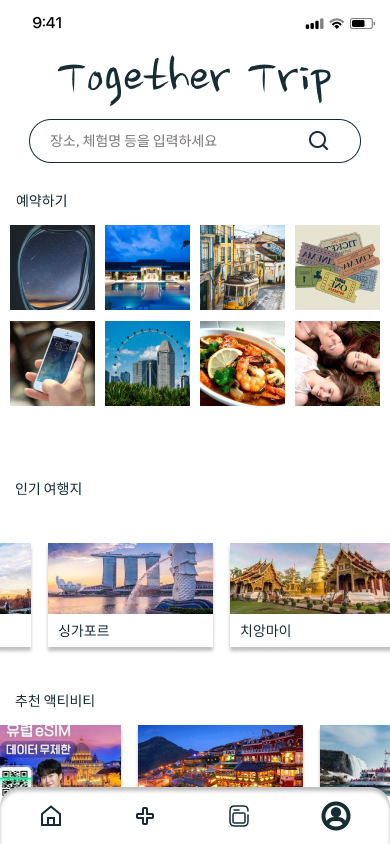 9:41
Together Trip
장소, 체험명 등을 입력하세요
예약하기
인기 여행지
싱가포르
치앙마이
추천 액티비티
유럽 eSIM
데이터 무제한